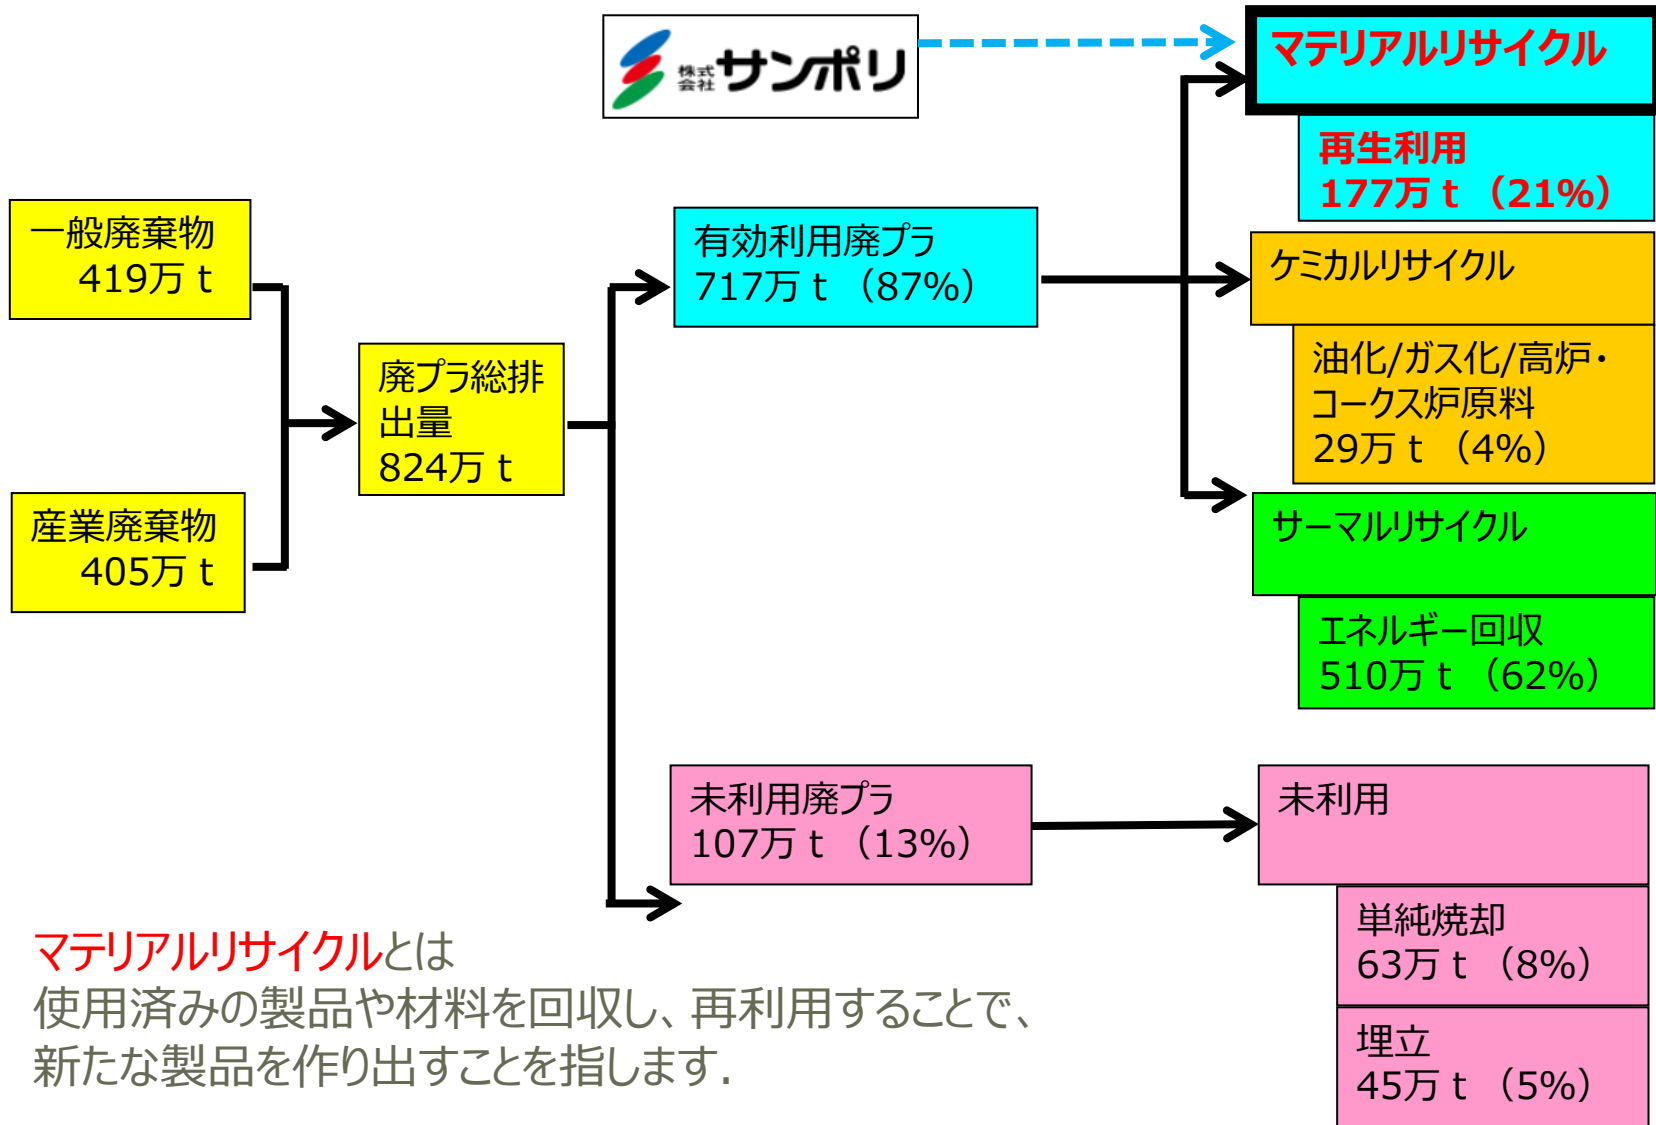 株式会社サンポリ
マテリアルリサイクル
再生利用
177万 t （21%）
一般廃棄物
419万 t
有効利用廃プラ
717万 t （87%）
ケミカルリサイクル
油化/ガス化/高炉・
コークス炉原料
29万 t （4%）
廃プラ総排
出量
824万 t
産業廃棄物
405万 t
サーマルリサイクル
エネルギー回収
510万 t （62%）
未利用廃プラ
107万 t （13%）
未利用
単純焼却
63万 t （8%）
埋立
45万 t （5%）
マテリアルリサイクルとは
使用済みの製品や材料を回収し、再利用することで、
新たな製品を作り出すことを指します.